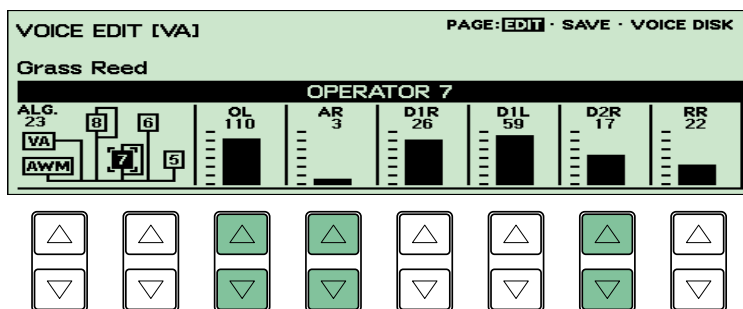 VOICE EDIT [VA]
PAGE: EDIT · SAVE · VOICE DISK
Grass Reed
OPERATOR 7
ALG. 23
OL 110
AR 3
D1R 26
D1L 59
D2R 17
RR 22
8
6
VA
7
5
AWM